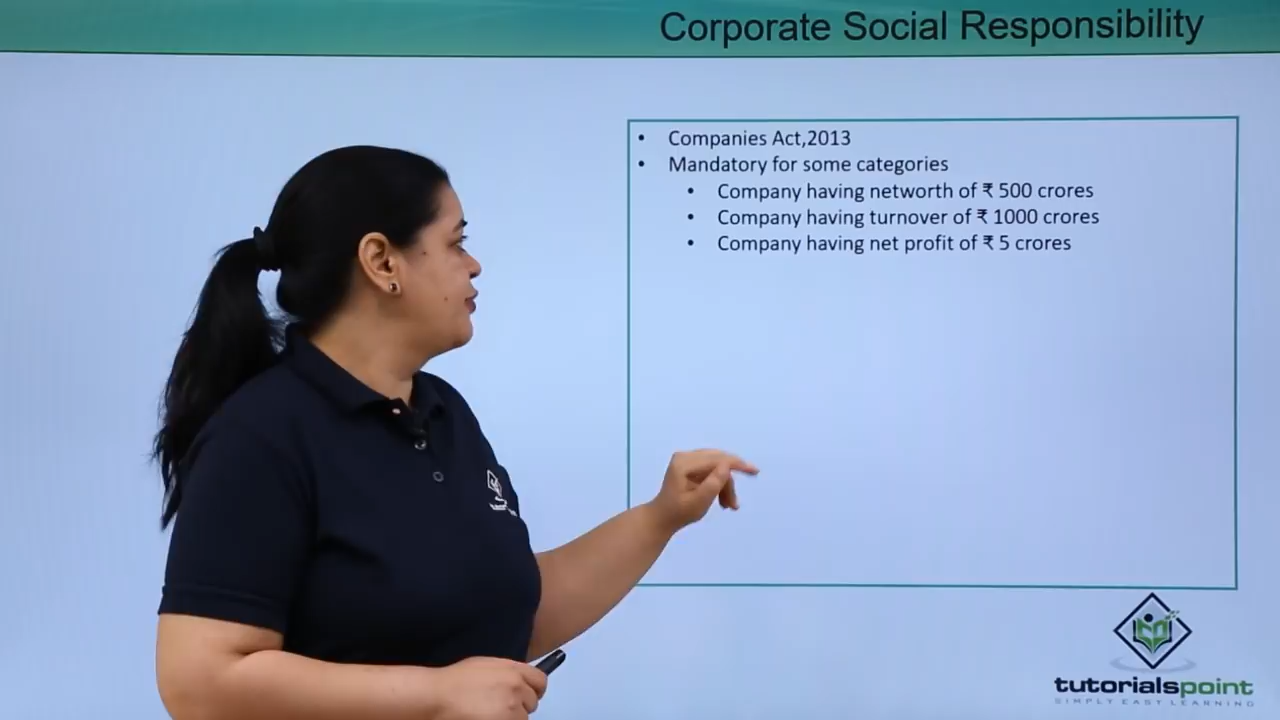 Corporate Social Responsibility
• Companies Act,2013
• Mandatory for some categories
• Company having networth of ₹ 500 crores
• Company having turnover of ₹ 1000 crores
• Company having net profit of ₹ 5 crores
tutorialspoint
SIMPLY EASY LEARNING